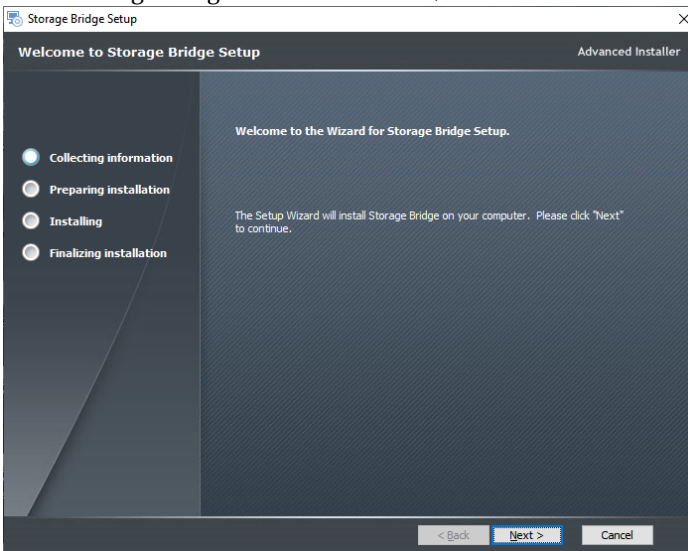 Storage Bridge Setup
Welcome to Storage Bridge Setup
Advanced Installer
Welcome to the Wizard for Storage Bridge Setup.
Collecting information
Preparing installation
Installing
Finalizing installation
The Setup Wizard will install Storage Bridge on your computer. Please click "Next"
to continue.
< Back
Next >
Cancel